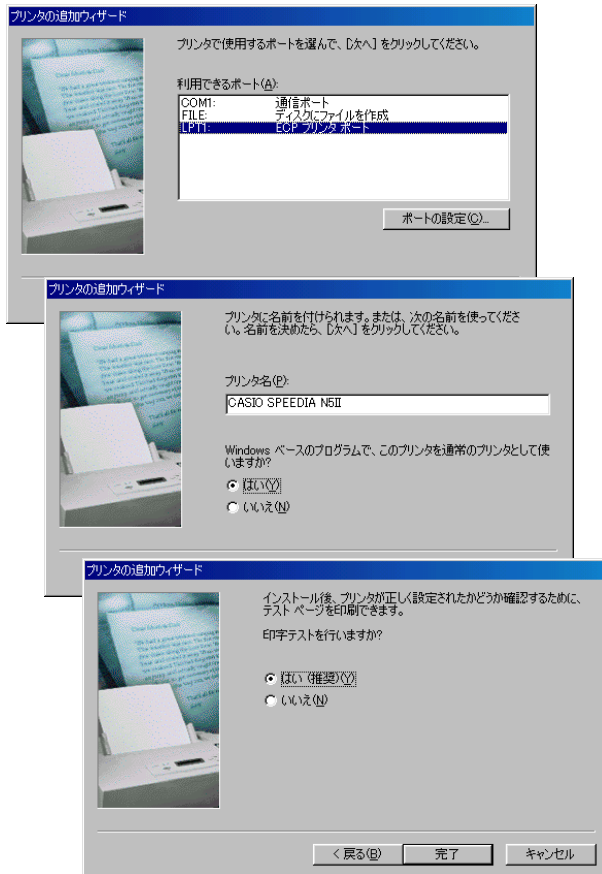 プリンタの追加ウィザード
プリンタで使用するポートを選んで、[次へ] をクリックしてください。
利用できるポート(A):
COM1: 通信ポート
FILE: ディスクにファイルを作成
LPT1: ECP プリンタ ポート
ポートの設定(C)...
プリンタの追加ウィザード
プリンタに名前を付けられます。または、次の名前を使ってくださ
い。名前を決めたら、[次へ] をクリックしてください。
プリンタ名(P):
CASIO SPEEDIA N5II
Windows ベースのプログラムで、このプリンタを通常のプリンタとして使
いますか?
はい(Y)
いいえ(N)
プリンタの追加ウィザード
インストール後、プリンタが正しく設定されたかどうか確認するために、
テスト ページを印刷できます。
印字テストを行いますか?
はい (推奨)(Y)
いいえ(N)
< 戻る(B)
完了
キャンセル